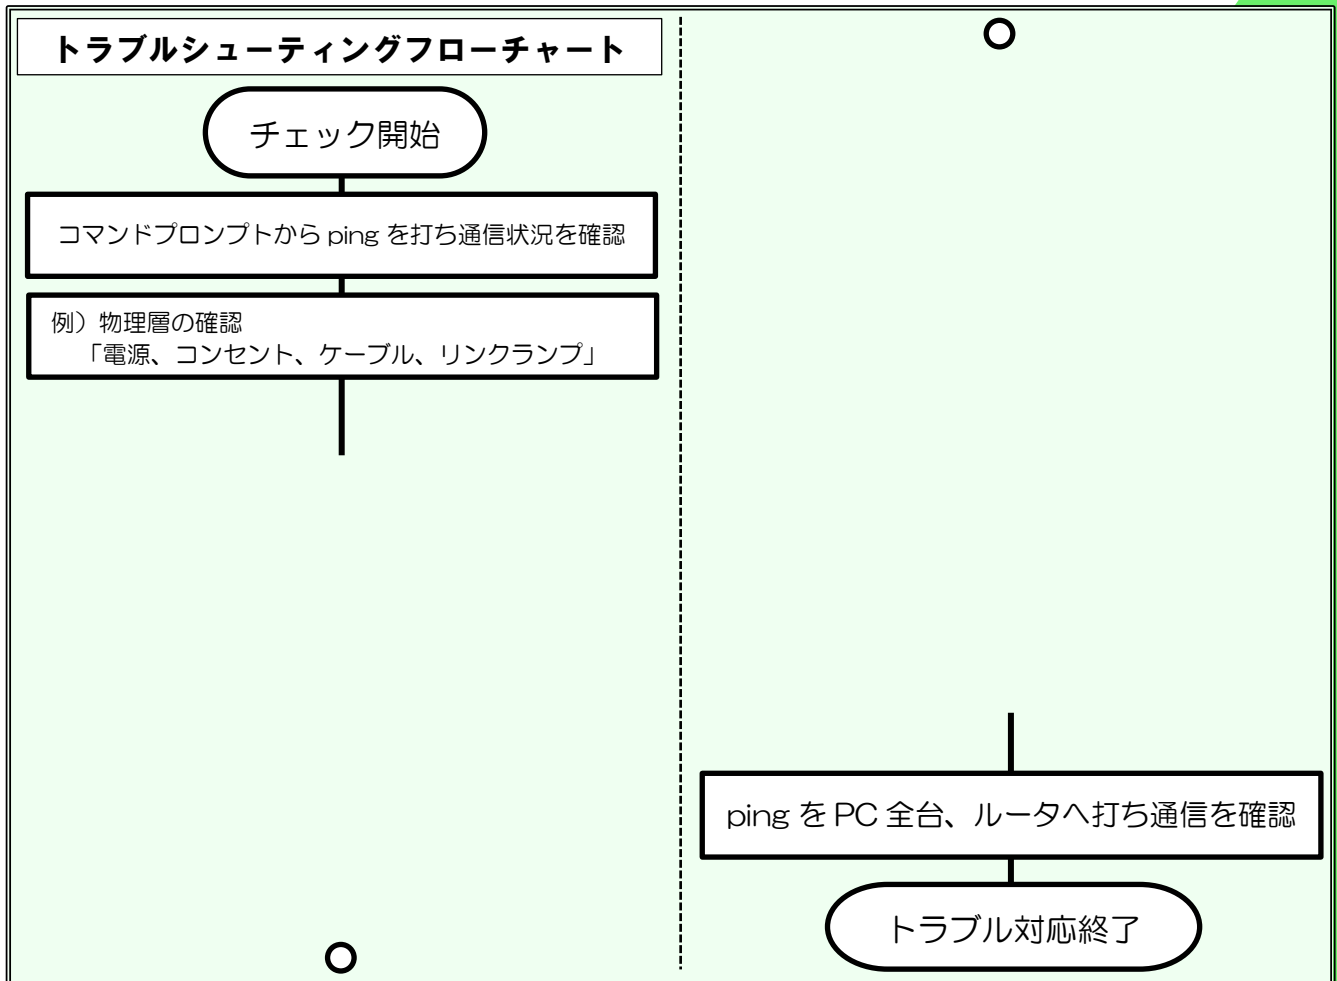 トラブルシューティングフローチャート
チェック開始
コマンドプロンプトから ping を打ち通信状況を確認
例）物理層の確認
「電源、コンセント、ケーブル、リンクランプ」
ping を PC 全台、ルータへ打ち通信を確認
トラブル対応終了